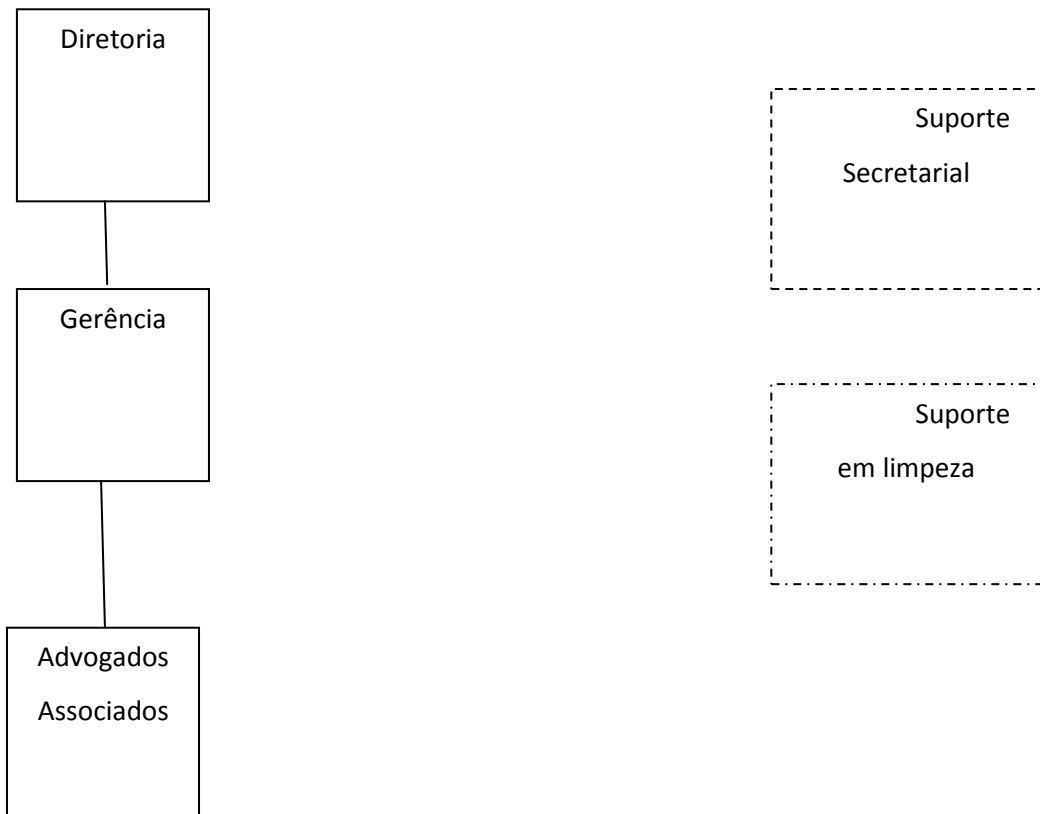 Diretoria
Suporte
Secretarial
Gerência
Suporte
em limpeza
Advogados
Associados